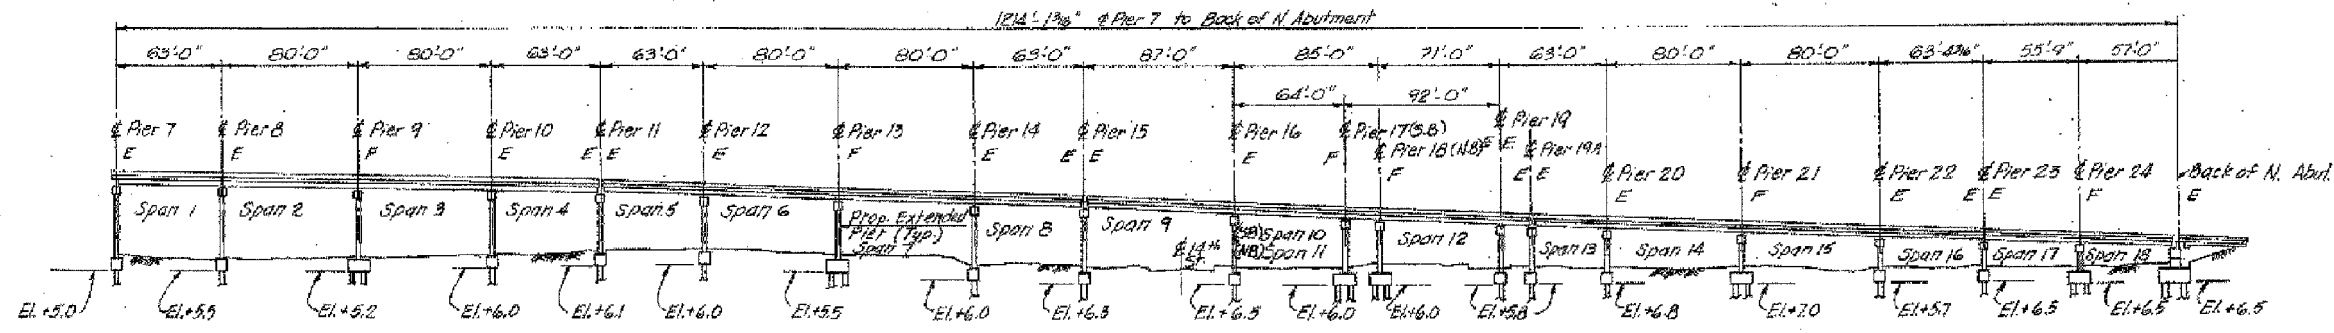 1214'-1 3/16" ℄ Pier 7 to Back of N. Abutment
63'-0" 80'-0" 80'-0" 63'-0" 63'-0" 80'-0" 80'-0" 63'-0" 87'-0" 85'-0" 71'-0" 63'-0" 80'-0" 80'-0" 63'-4 3/16" 55'-9" 57'-0"
64'-0" 92'-0"
℄ Pier 7 ℄ Pier 8 ℄ Pier 9 ℄ Pier 10 ℄ Pier 11 ℄ Pier 12 ℄ Pier 13 ℄ Pier 14 ℄ Pier 15 ℄ Pier 16 ℄ Pier 17 (S.B.) ℄ Pier 19
℄ Pier 18 (N.B.) ℄ Pier 19A
E E F E E E E F E E E E F F E
℄ Pier 20 ℄ Pier 21 ℄ Pier 22 ℄ Pier 23 ℄ Pier 24 Back of N. Abut.
F E E E F E E E F E
Span 1 Span 2 Span 3 Span 4 Span 5 Span 6 Prop. Extended
Pier (Typ.)
Span 7
Span 8 Span 9 ℄ 14th
St.
(SB) Span 10
(NB) Span 11
Span 12 Span 13 Span 14 Span 15 Span 16 Span 17 Span 18
El. +5.0 El. +5.5 El. +5.2 El. +6.0 El. +6.1 El. +6.0 El. +5.5 El. +6.0 El. +6.3 El. +6.5 El. +6.0 El. +6.0 El. +5.8 El. +6.8 El. +7.0 El. +5.7 El. +6.5 El. +6.5 El. +6.5